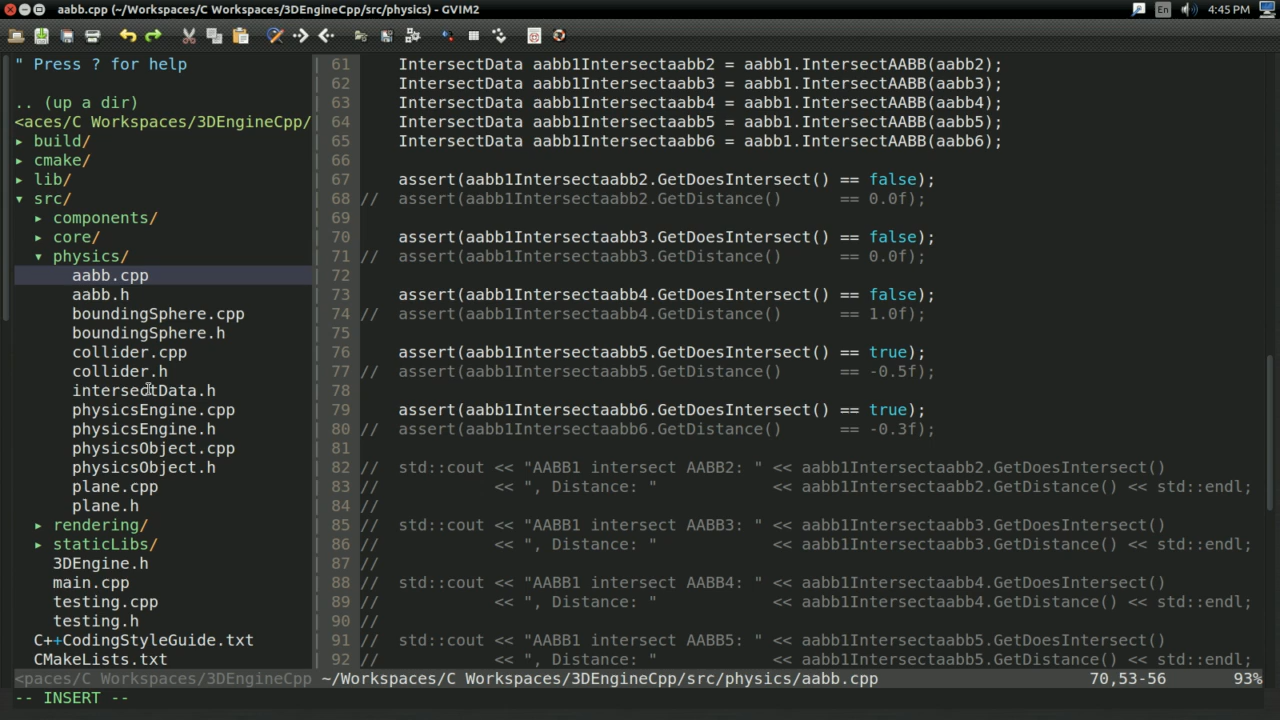 aabb.cpp (~/Workspaces/C Workspaces/3DEngineCpp/src/physics) - GVIM2
En
4:45 PM
" Press ? for help
.. (up a dir)
<aces/C Workspaces/3DEngineCpp/
▸ build/
▸ cmake/
▸ lib/
▾ src/
▸ components/
▸ core/
▾ physics/
aabb.cpp
aabb.h
boundingSphere.cpp
boundingSphere.h
collider.cpp
collider.h
intersectData.h
physicsEngine.cpp
physicsEngine.h
physicsObject.cpp
physicsObject.h
plane.cpp
plane.h
▸ rendering/
▸ staticLibs/
3DEngine.h
main.cpp
testing.cpp
testing.h
C++CodingStyleGuide.txt
CMakeLists.txt
61 IntersectData aabb1Intersectaabb2 = aabb1.IntersectAABB(aabb2);
62 IntersectData aabb1Intersectaabb3 = aabb1.IntersectAABB(aabb3);
63 IntersectData aabb1Intersectaabb4 = aabb1.IntersectAABB(aabb4);
64 IntersectData aabb1Intersectaabb5 = aabb1.IntersectAABB(aabb5);
65 IntersectData aabb1Intersectaabb6 = aabb1.IntersectAABB(aabb6);
66
67 assert(aabb1Intersectaabb2.GetDoesIntersect() == false);
68 // assert(aabb1Intersectaabb2.GetDistance() == 0.0f);
69
70 assert(aabb1Intersectaabb3.GetDoesIntersect() == false);
71 // assert(aabb1Intersectaabb3.GetDistance() == 0.0f);
72
73 assert(aabb1Intersectaabb4.GetDoesIntersect() == false);
74 // assert(aabb1Intersectaabb4.GetDistance() == 1.0f);
75
76 assert(aabb1Intersectaabb5.GetDoesIntersect() == true);
77 // assert(aabb1Intersectaabb5.GetDistance() == -0.5f);
78
79 assert(aabb1Intersectaabb6.GetDoesIntersect() == true);
80 // assert(aabb1Intersectaabb6.GetDistance() == -0.3f);
81
82 // std::cout << "AABB1 intersect AABB2: " << aabb1Intersectaabb2.GetDoesIntersect()
83 // << ", Distance: " << aabb1Intersectaabb2.GetDistance() << std::endl;
84 //
85 // std::cout << "AABB1 intersect AABB3: " << aabb1Intersectaabb3.GetDoesIntersect()
86 // << ", Distance: " << aabb1Intersectaabb3.GetDistance() << std::endl;
87 //
88 // std::cout << "AABB1 intersect AABB4: " << aabb1Intersectaabb4.GetDoesIntersect()
89 // << ", Distance: " << aabb1Intersectaabb4.GetDistance() << std::endl;
90 //
91 // std::cout << "AABB1 intersect AABB5: " << aabb1Intersectaabb5.GetDoesIntersect()
92 // << ", Distance: " << aabb1Intersectaabb5.GetDistance() << std::endl;
<paces/C Workspaces/3DEngineCpp ~/Workspaces/C Workspaces/3DEngineCpp/src/physics/aabb.cpp 70,53-56 93%
-- INSERT --